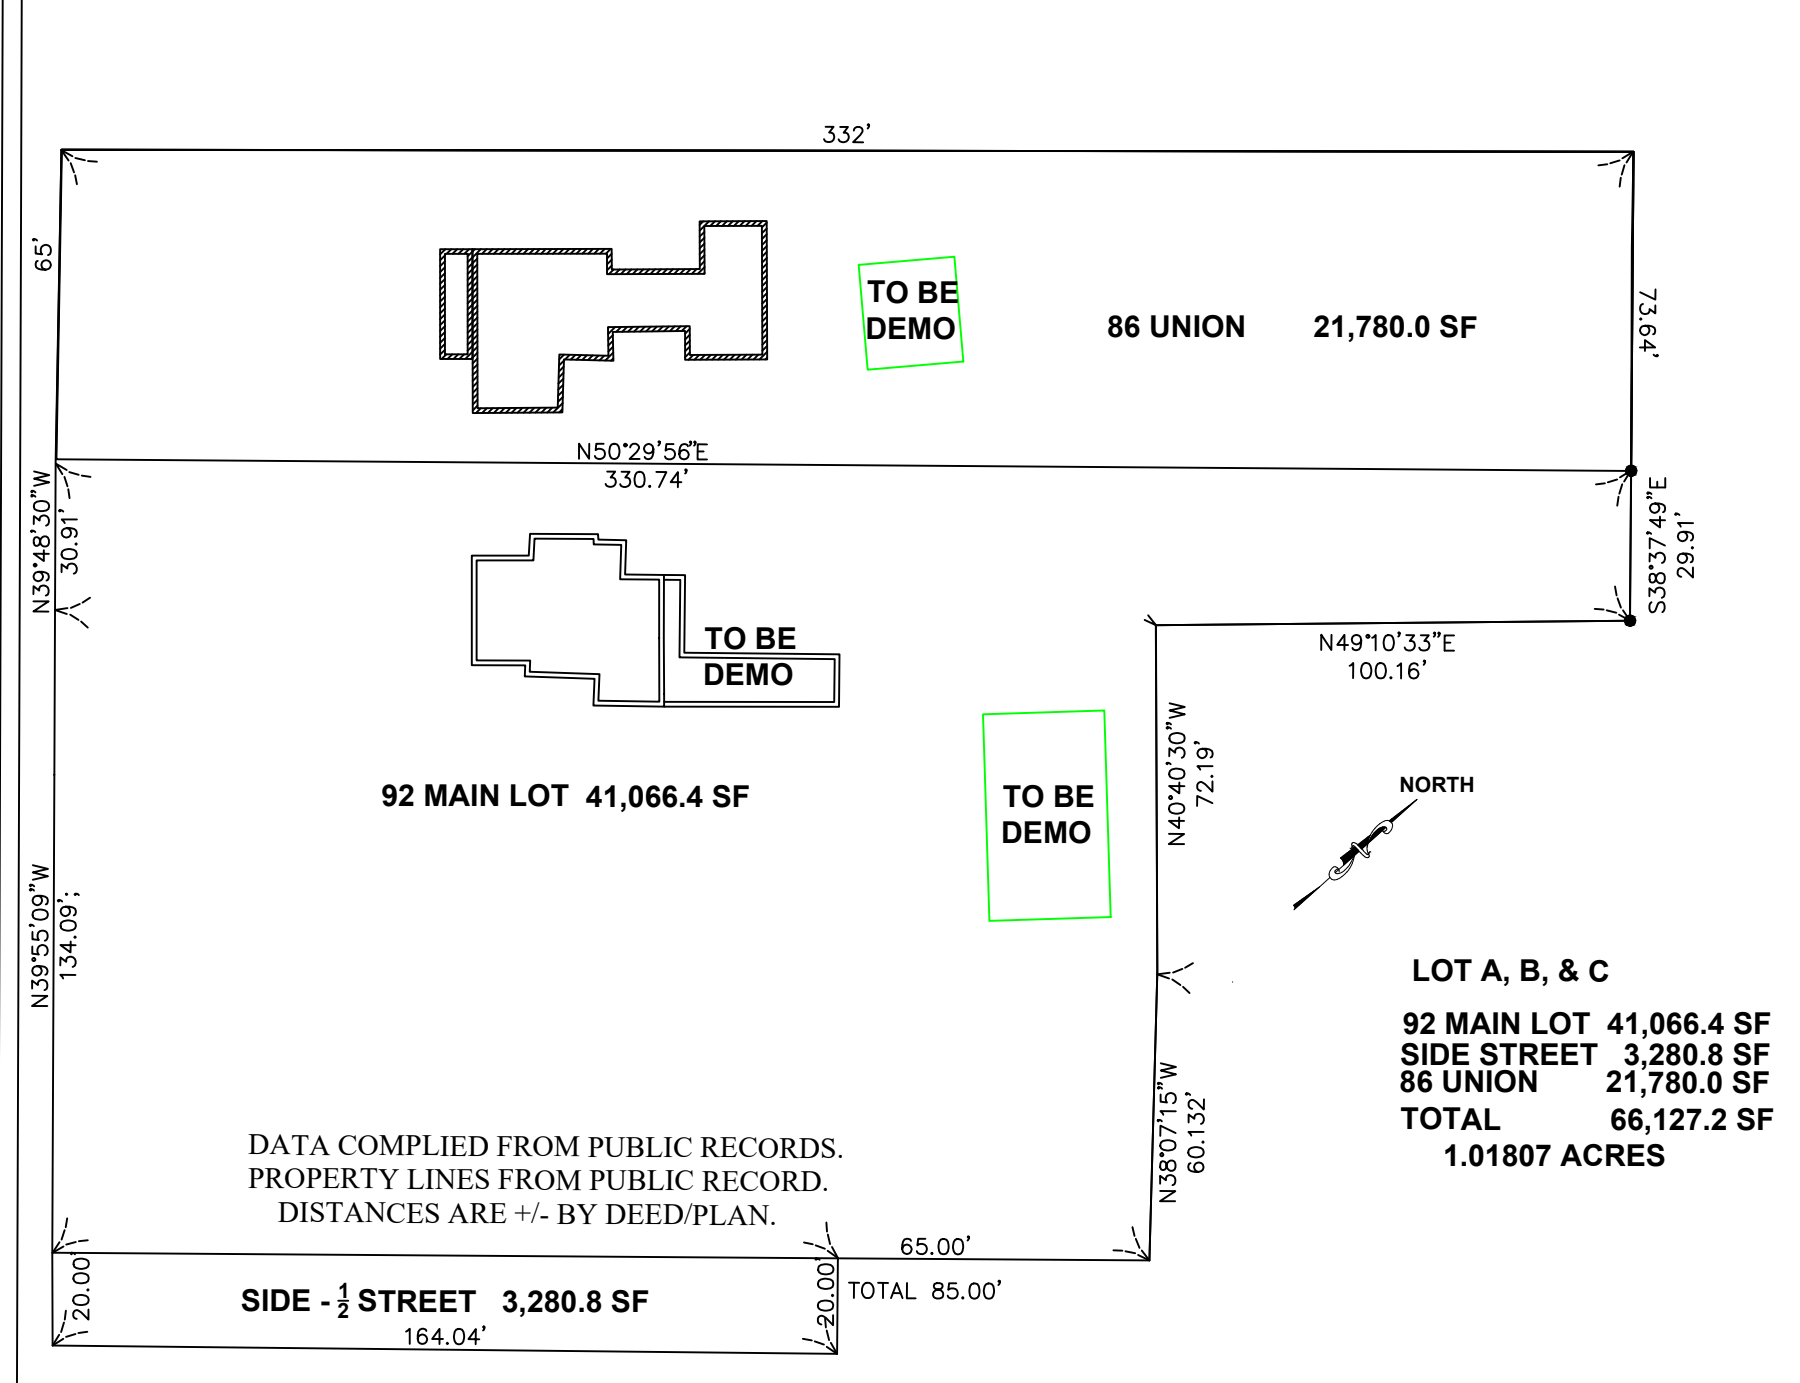 332'
65'
TO BE
DEMO
86 UNION 21,780.0 SF
73.64'
N50°29'56"E
330.74'
N39°48'30"W
30.91'
S38°37'49"E
29.91'
TO BE
DEMO
N49°10'33"E
100.16'
N40°40'30"W
72.19'
92 MAIN LOT 41,066.4 SF
TO BE
DEMO
NORTH
N39°55'09"W
134.09';
LOT A, B, & C
92 MAIN LOT 41,066.4 SF
SIDE STREET 3,280.8 SF
86 UNION 21,780.0 SF
TOTAL 66,127.2 SF
1.01807 ACRES
N38°07'15"W
60.132'
DATA COMPLIED FROM PUBLIC RECORDS.
PROPERTY LINES FROM PUBLIC RECORD.
DISTANCES ARE +/- BY DEED/PLAN.
65.00'
20.00'
SIDE - 1/2 STREET 3,280.8 SF
20.00'
TOTAL 85.00'
164.04'